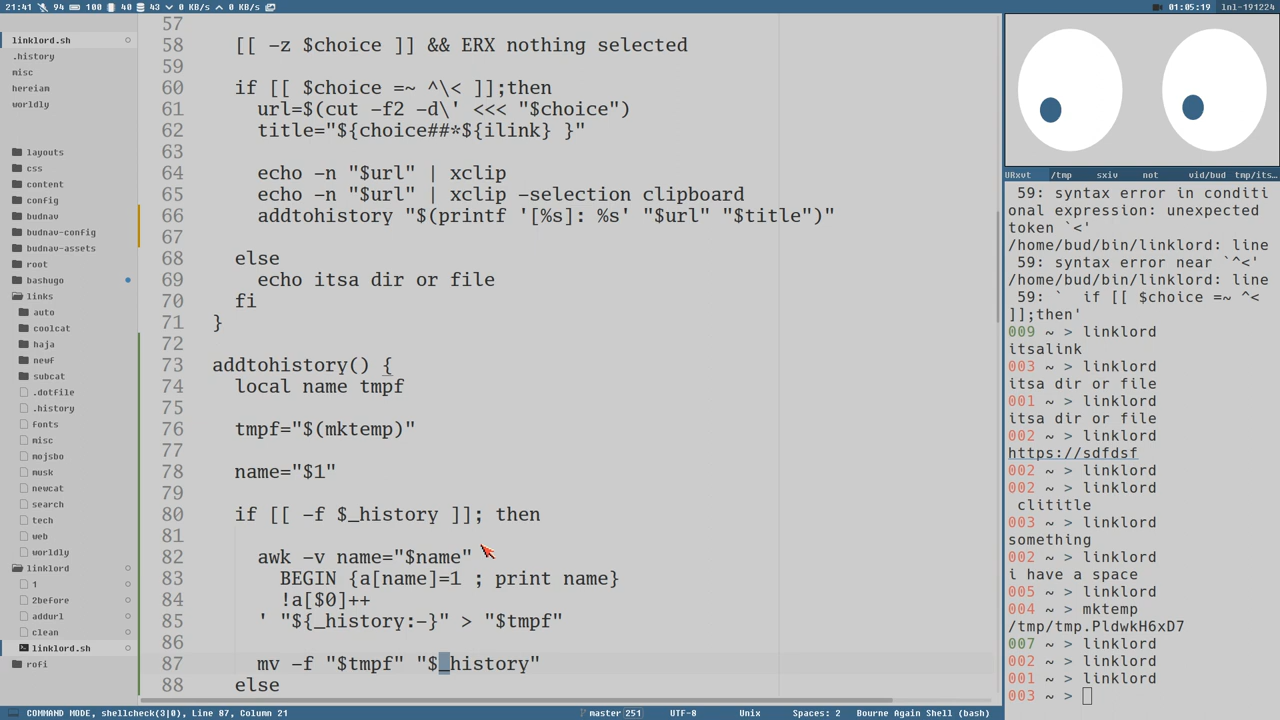 21:41 94 100 40 43 0 KB/s 0 KB/s
01:05:19 lnl-191224
linklord.sh
.history
misc
hereiam
worldly
layouts
css
content
config
budnav
budnav-config
budnav-assets
root
bashugo
links
auto
coolcat
haja
newf
subcat
.dotfile
.history
fonts
misc
mojsbo
musk
newcat
search
tech
web
worldly
linklord
1
2before
addurl
clean
linklord.sh
rofi
57
58 [[ -z $choice ]] && ERX nothing selected
59
60 if [[ $choice =~ ^\< ]];then
61 url=$(cut -f2 -d\' <<< "$choice")
62 title="${choice##*${ilink} }"
63
64 echo -n "$url" | xclip
65 echo -n "$url" | xclip -selection clipboard
66 addtohistory "$(printf '[%s]: %s' "$url" "$title")"
67
68 else
69 echo itsa dir or file
70 fi
71 }
72
73 addtohistory() {
74 local name tmpf
75
76 tmpf="$(mktemp)"
77
78 name="$1"
79
80 if [[ -f $_history ]]; then
81
82 awk -v name="$name"
83 BEGIN {a[name]=1 ; print name}
84 !a[$0]++
85 ' "${_history:-}" > "$tmpf"
86
87 mv -f "$tmpf" "$_history"
88 else
URxvt /tmp sxiv not vid/bud tmp/its…
59: syntax error in conditi
onal expression: unexpected
token `<'
/home/bud/bin/linklord: line
59: syntax error near `^<'
/home/bud/bin/linklord: line
59: ` if [[ $choice =~ ^<
]];then'
009 ~ > linklord
itsalink
003 ~ > linklord
itsa dir or file
001 ~ > linklord
itsa dir or file
002 ~ > linklord
https://sdfdsf
002 ~ > linklord
002 ~ > linklord
clititle
003 ~ > linklord
something
002 ~ > linklord
i have a space
005 ~ > linklord
004 ~ > mktemp
/tmp/tmp.PldwkH6xD7
007 ~ > linklord
002 ~ > linklord
001 ~ > linklord
003 ~ >
COMMAND MODE, shellcheck(3|0), Line 87, Column 21
master 251 UTF-8 Unix Spaces: 2 Bourne Again Shell (bash)